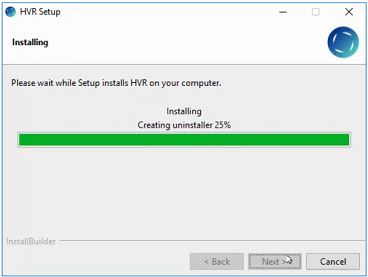 HVR Setup
Installing
Please wait while Setup installs HVR on your computer.
Installing
Creating uninstaller 25%
InstallBuilder
< Back
Next >
Cancel